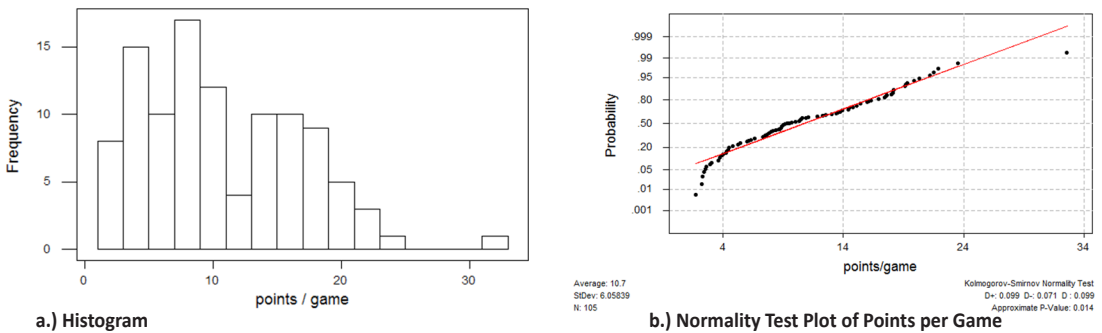 Frequency
15
10
5
0
0
10
20
30
points / game
a.) Histogram
Probability
.999
.99
.95
.80
.50
.20
.05
.01
.001
4
14
24
34
points/game
Average: 10.7
StDev: 6.05839
N: 105
Kolmogorov-Smirnov Normality Test
D+: 0.099 D-: 0.071 D : 0.099
Approximate P-Value: 0.014
b.) Normality Test Plot of Points per Game